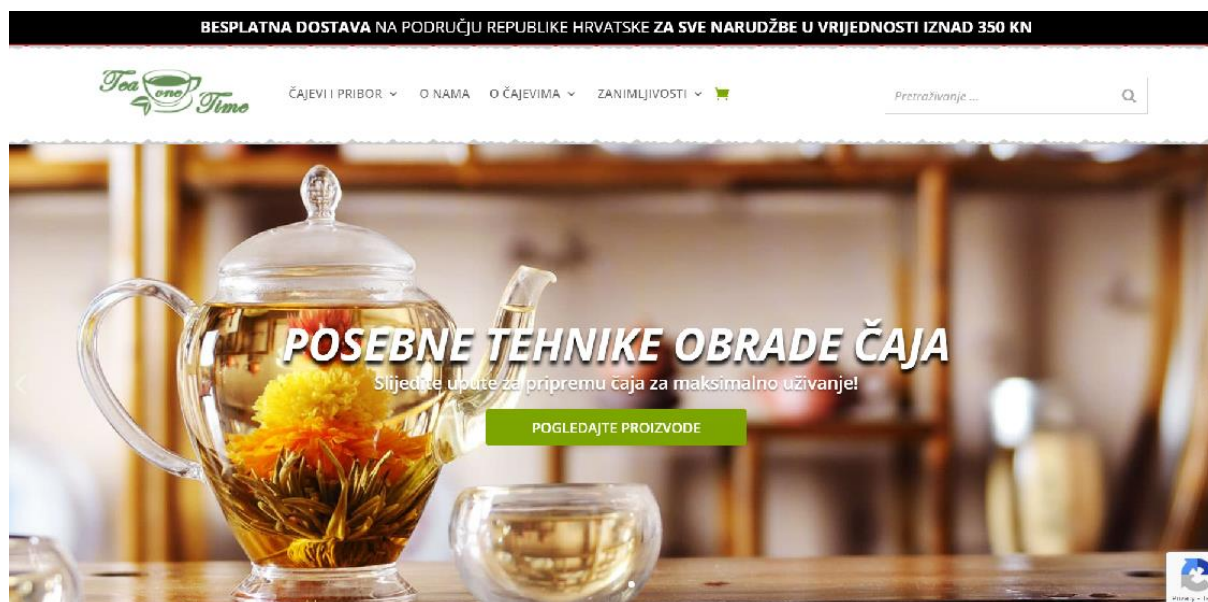 BESPLATNA DOSTAVA NA PODRUČJU REPUBLIKE HRVATSKE ZA SVE NARUDŽBE U VRIJEDNOSTI IZNAD 350 KN
Tea one Time
ČAJEVI I PRIBOR
O NAMA
O ČAJEVIMA
ZANIMLJIVOSTI
Pretraživanje ...
POSEBNE TEHNIKE OBRADE ČAJA
Slijedite upute za pripremu čaja za maksimalno uživanje!
POGLEDAJTE PROIZVODE